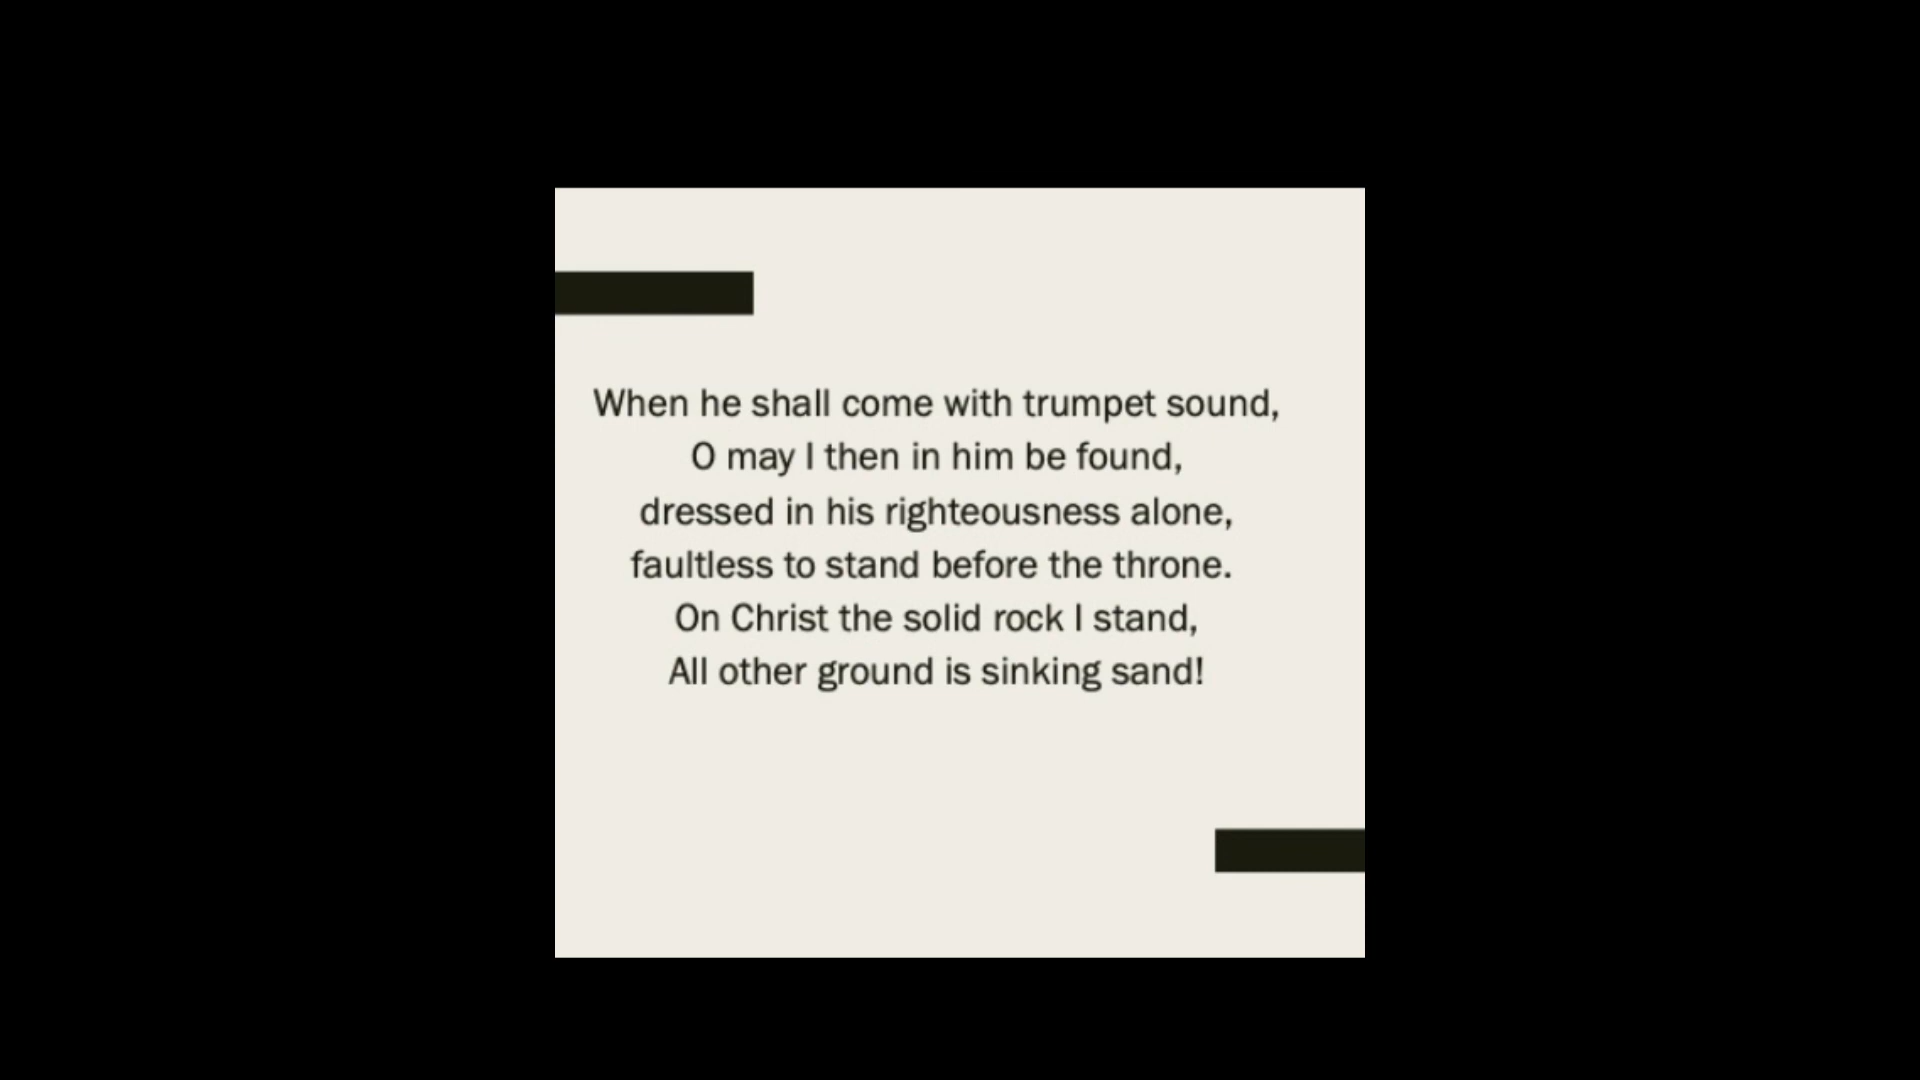 When he shall come with trumpet sound,
O may I then in him be found,
dressed in his righteousness alone,
faultless to stand before the throne.
On Christ the solid rock I stand,
All other ground is sinking sand!